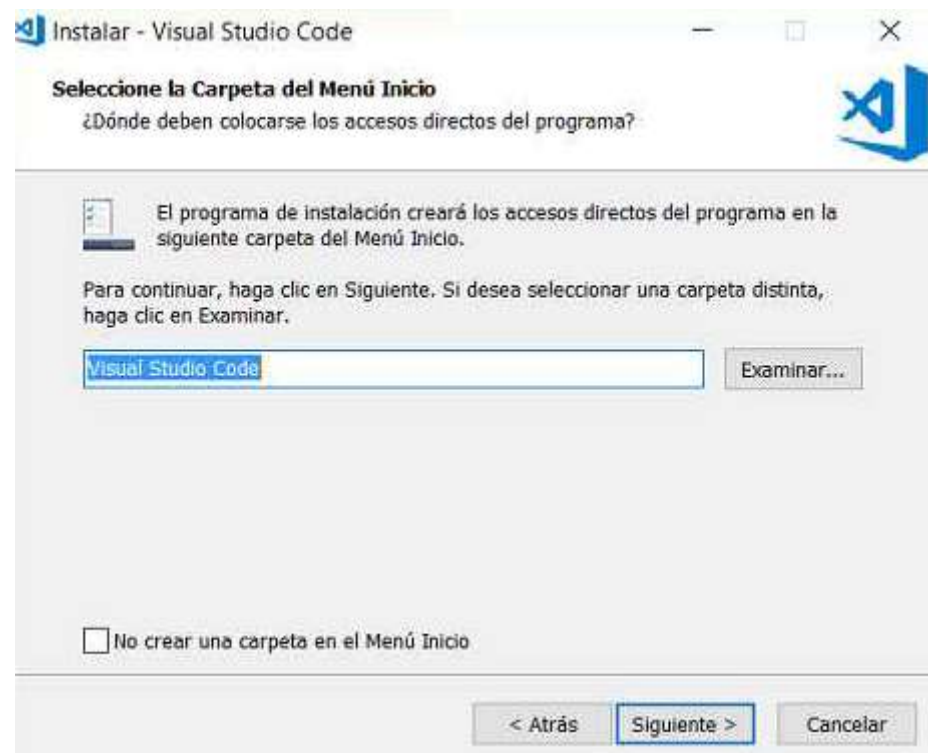 Instalar - Visual Studio Code
Seleccione la Carpeta del Menú Inicio
¿Dónde deben colocarse los accesos directos del programa?
El programa de instalación creará los accesos directos del programa en la
siguiente carpeta del Menú Inicio.
Para continuar, haga clic en Siguiente. Si desea seleccionar una carpeta distinta,
haga clic en Examinar.
Visual Studio Code
Examinar...
No crear una carpeta en el Menú Inicio
< Atrás
Siguiente >
Cancelar